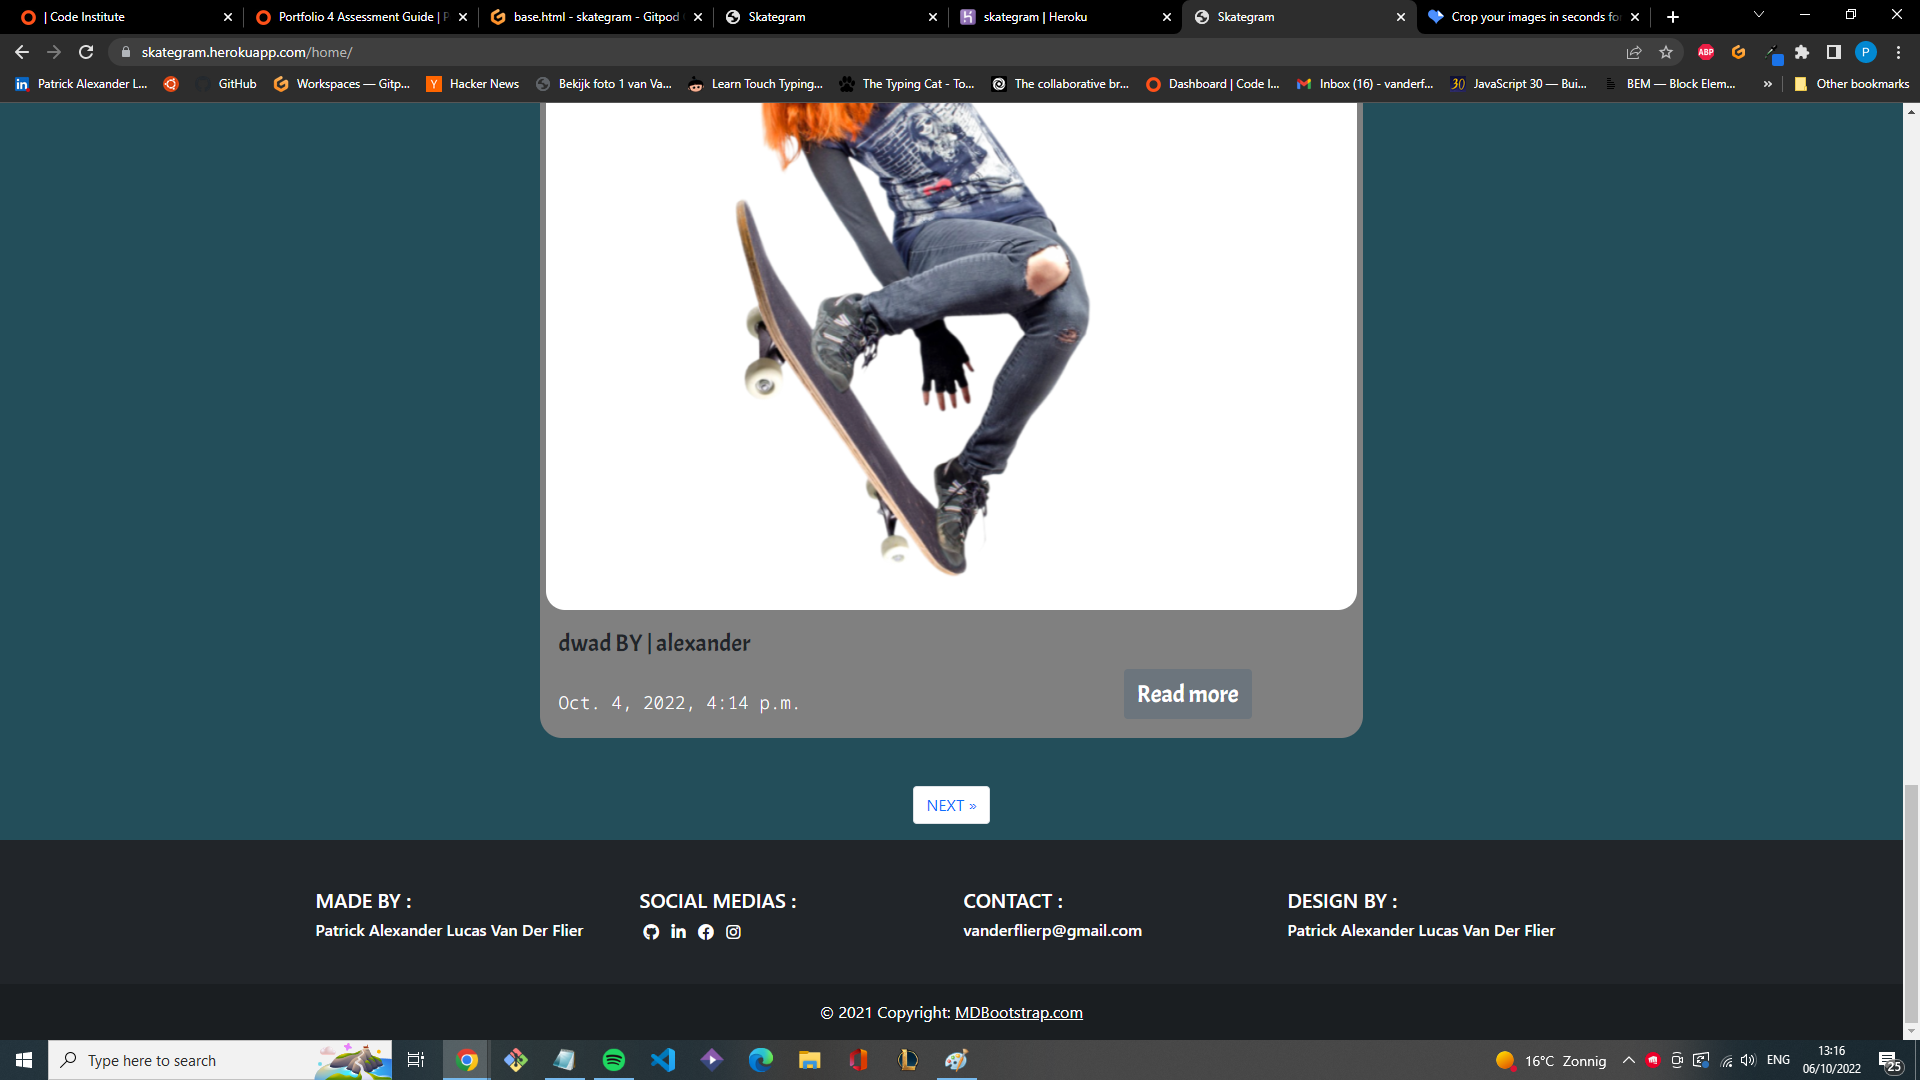 | Code Institute
Portfolio 4 Assessment Guide | P
base.html - skategram - Gitpod
Skategram
skategram | Heroku
Skategram
Crop your images in seconds fo
skategram.herokuapp.com/home/
ABP
P
Patrick Alexander L...
GitHub
Workspaces — Gitp...
Hacker News
Bekijk foto 1 van Va...
Learn Touch Typing...
The Typing Cat - To...
The collaborative br...
Dashboard | Code I...
Inbox (16) - vanderf...
JavaScript 30 — Bui...
BEM — Block Elem...
»
Other bookmarks
dwad BY | alexander
Oct. 4, 2022, 4:14 p.m.
Read more
NEXT »
MADE BY :
Patrick Alexander Lucas Van Der Flier
SOCIAL MEDIAS :
CONTACT :
vanderflierp@gmail.com
DESIGN BY :
Patrick Alexander Lucas Van Der Flier
© 2021 Copyright: MDBootstrap.com
Type here to search
16°C Zonnig
ENG
13:16
06/10/2022
25